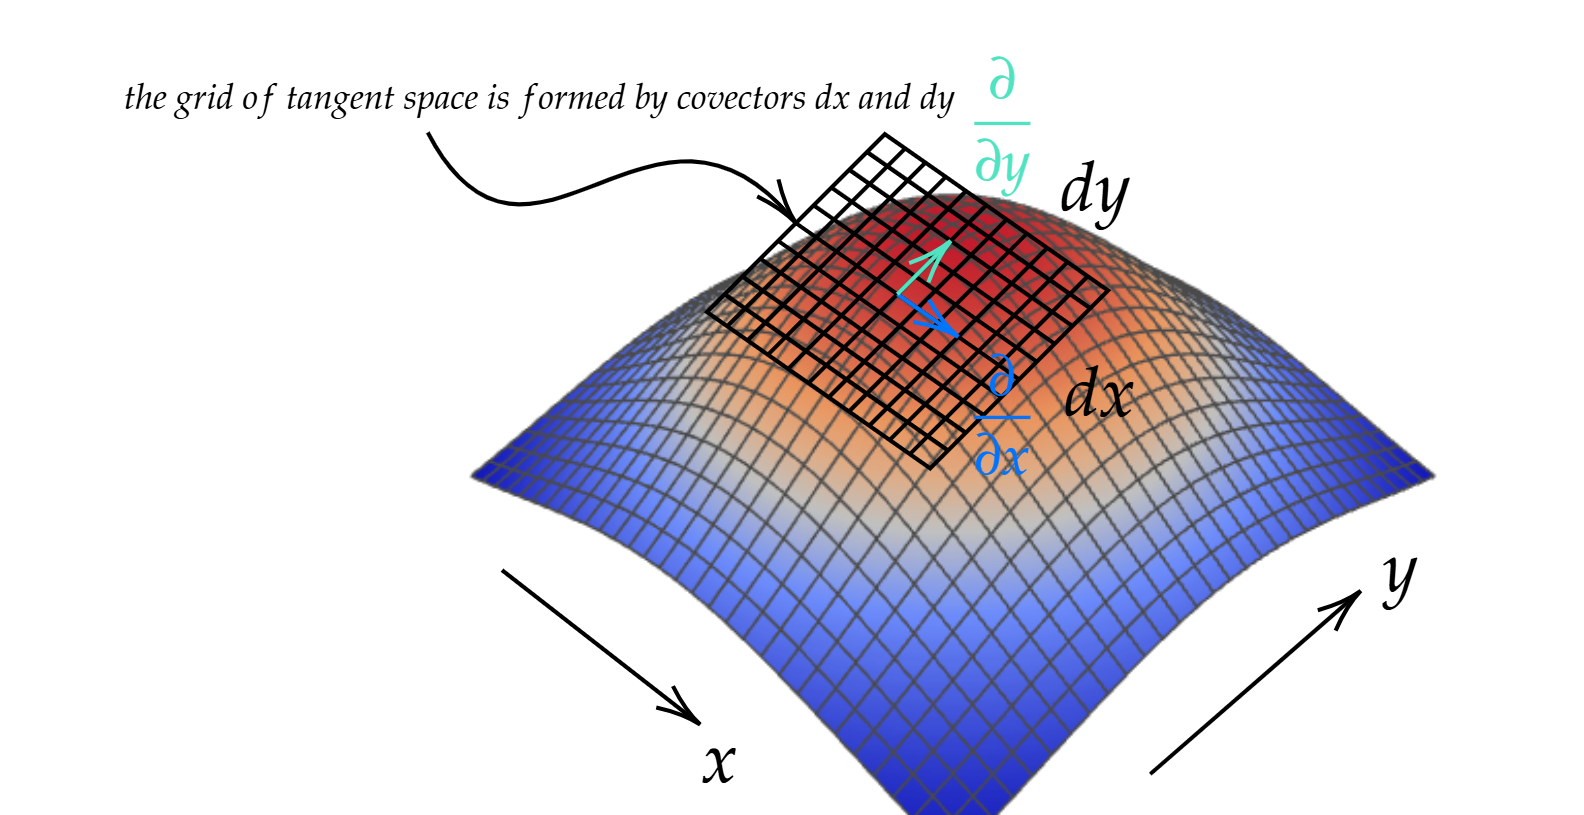 the grid of tangent space is formed by covectors dx and dy
∂
∂y
dy
∂
∂x
dx
y
x